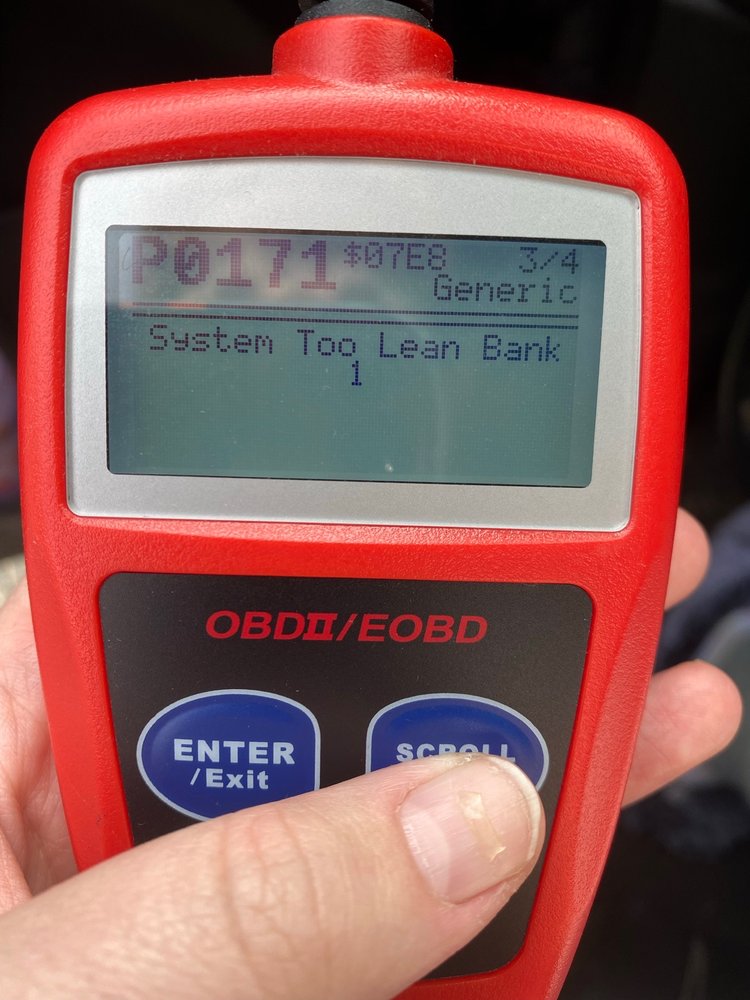 P0171 $07E8 3/4
Generic
System Too Lean Bank
1
OBDII/EOBD
ENTER
/Exit
SCROLL